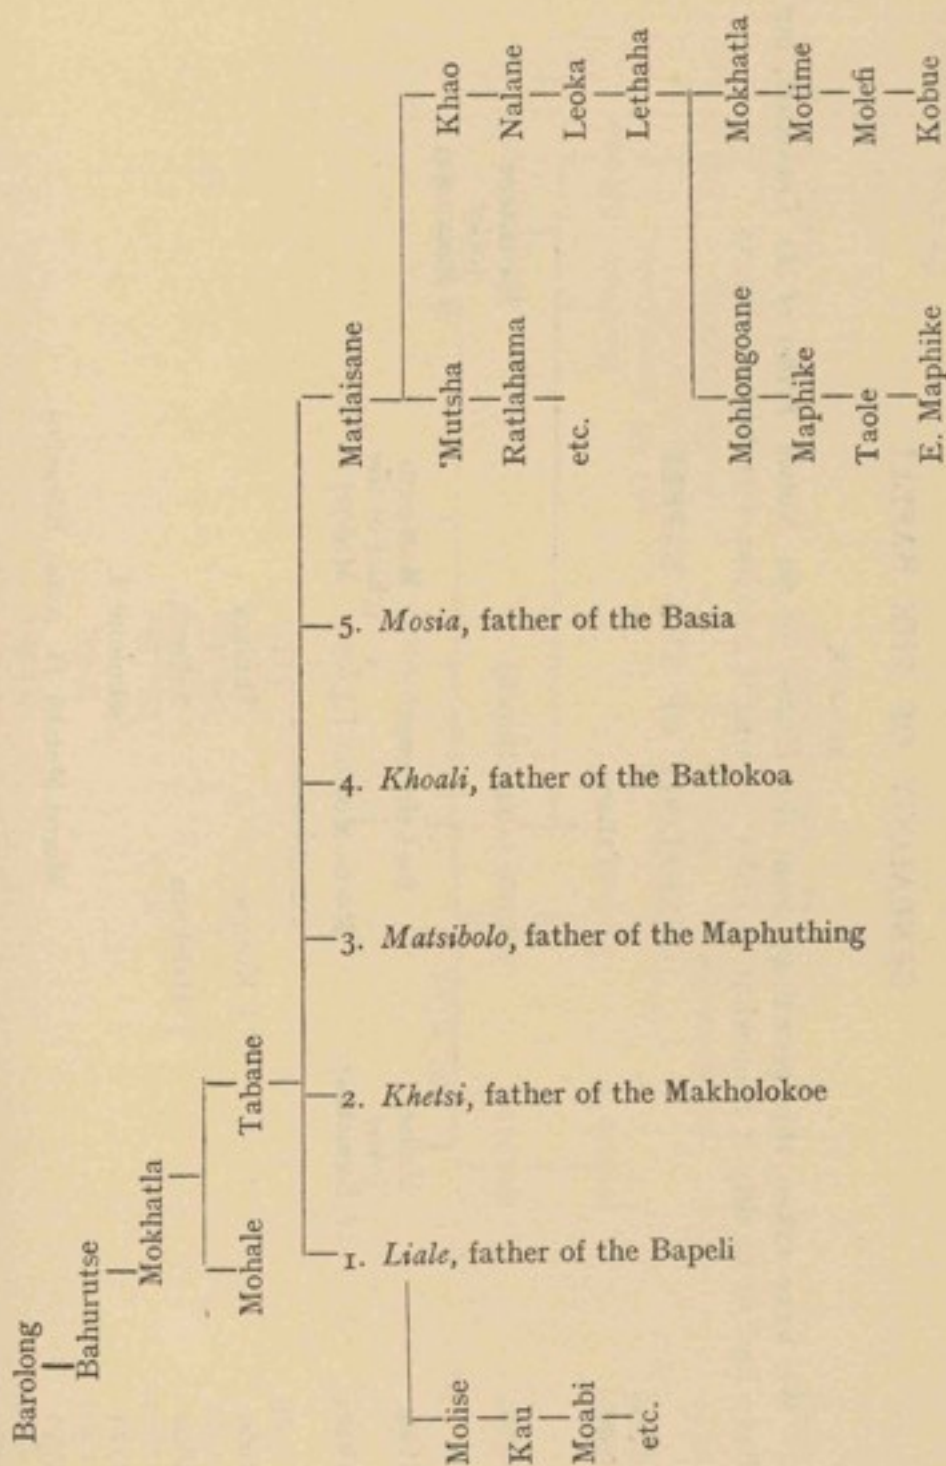 Barolong
Bahurutse
Mokhatla
Mohale
Tabane
1. Liale, father of the Bapeli
2. Khetsi, father of the Makholokoe
3. Matsibolo, father of the Maphuthing
4. Khoali, father of the Batlokoa
5. Mosia, father of the Basia
Matlaisane
Molise
Kau
Moabi
etc.
'Mutsha
Ratlahama
etc.
Khao
Nalane
Leoka
Lethaha
Mohlongoane
Maphike
Taole
E. Maphike
Mokhatla
Motime
Molefi
Kobue